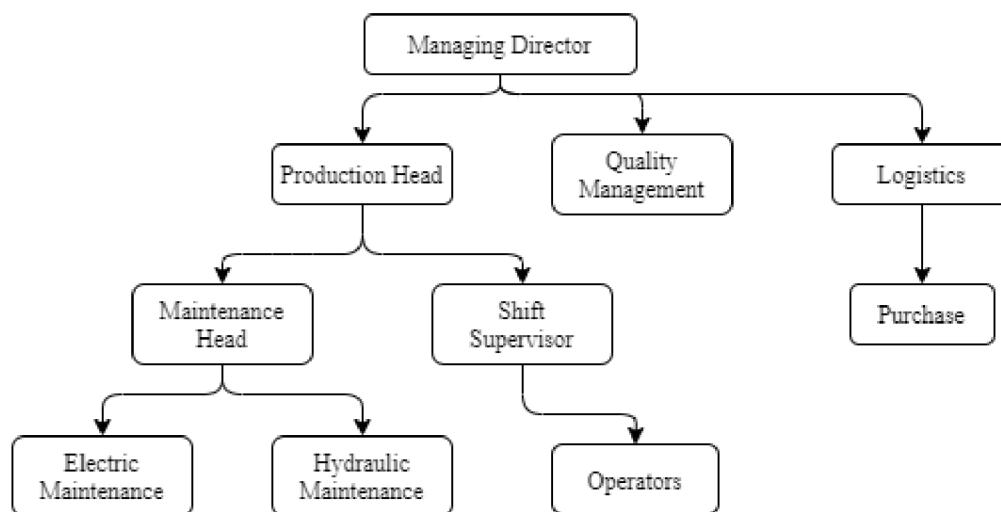 Managing Director
Production Head
Quality
Management
Logistics
Maintenance
Head
Shift
Supervisor
Purchase
Electric
Maintenance
Hydraulic
Maintenance
Operators